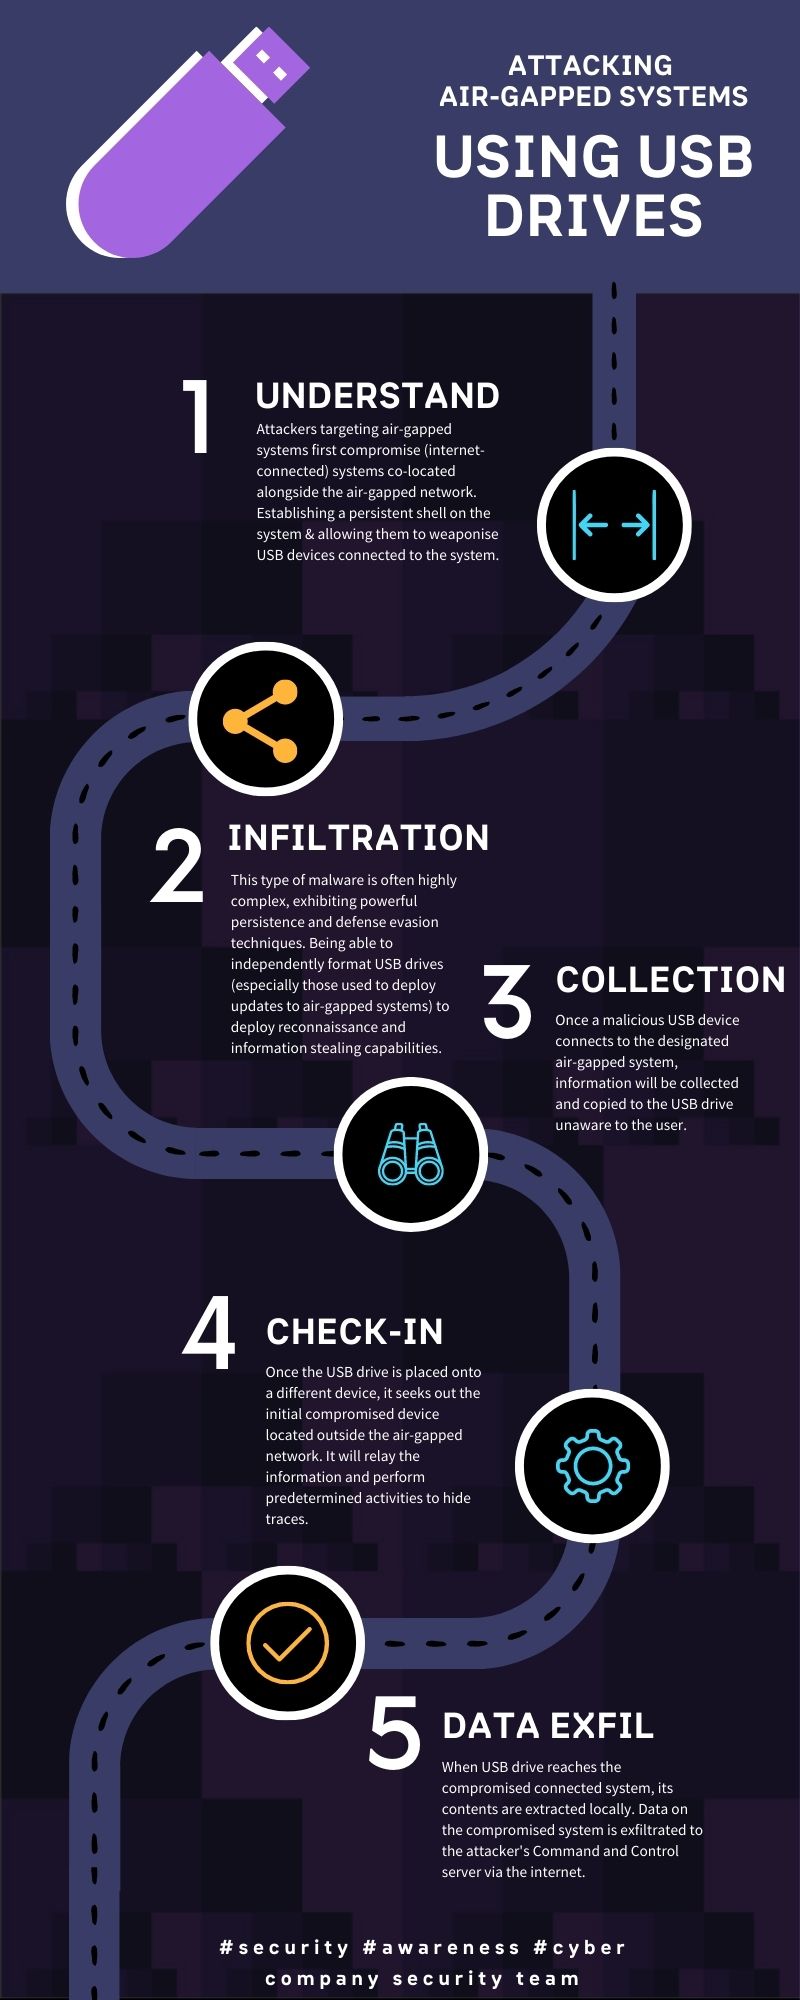 ATTACKING
AIR-GAPPED SYSTEMS
USING USB
DRIVES
1
UNDERSTAND
Attackers targeting air-gapped
systems first compromise (internet-
connected) systems co-located
alongside the air-gapped network.
Establishing a persistent shell on the
system & allowing them to weaponise
USB devices connected to the system.
2
INFILTRATION
This type of malware is often highly
complex, exhibiting powerful
persistence and defense evasion
techniques. Being able to
independently format USB drives
(especially those used to deploy
updates to air-gapped systems) to
deploy reconnaissance and
information stealing capabilities.
3
COLLECTION
Once a malicious USB device
connects to the designated
air-gapped system,
information will be collected
and copied to the USB drive
unaware to the user.
4
CHECK-IN
Once the USB drive is placed onto
a different device, it seeks out the
initial compromised device
located outside the air-gapped
network. It will relay the
information and perform
predetermined activities to hide
traces.
5
DATA EXFIL
When USB drive reaches the
compromised connected system, its
contents are extracted locally. Data on
the compromised system is exfiltrated to
the attacker's Command and Control
server via the internet.
#security #awareness #cyber
company security team